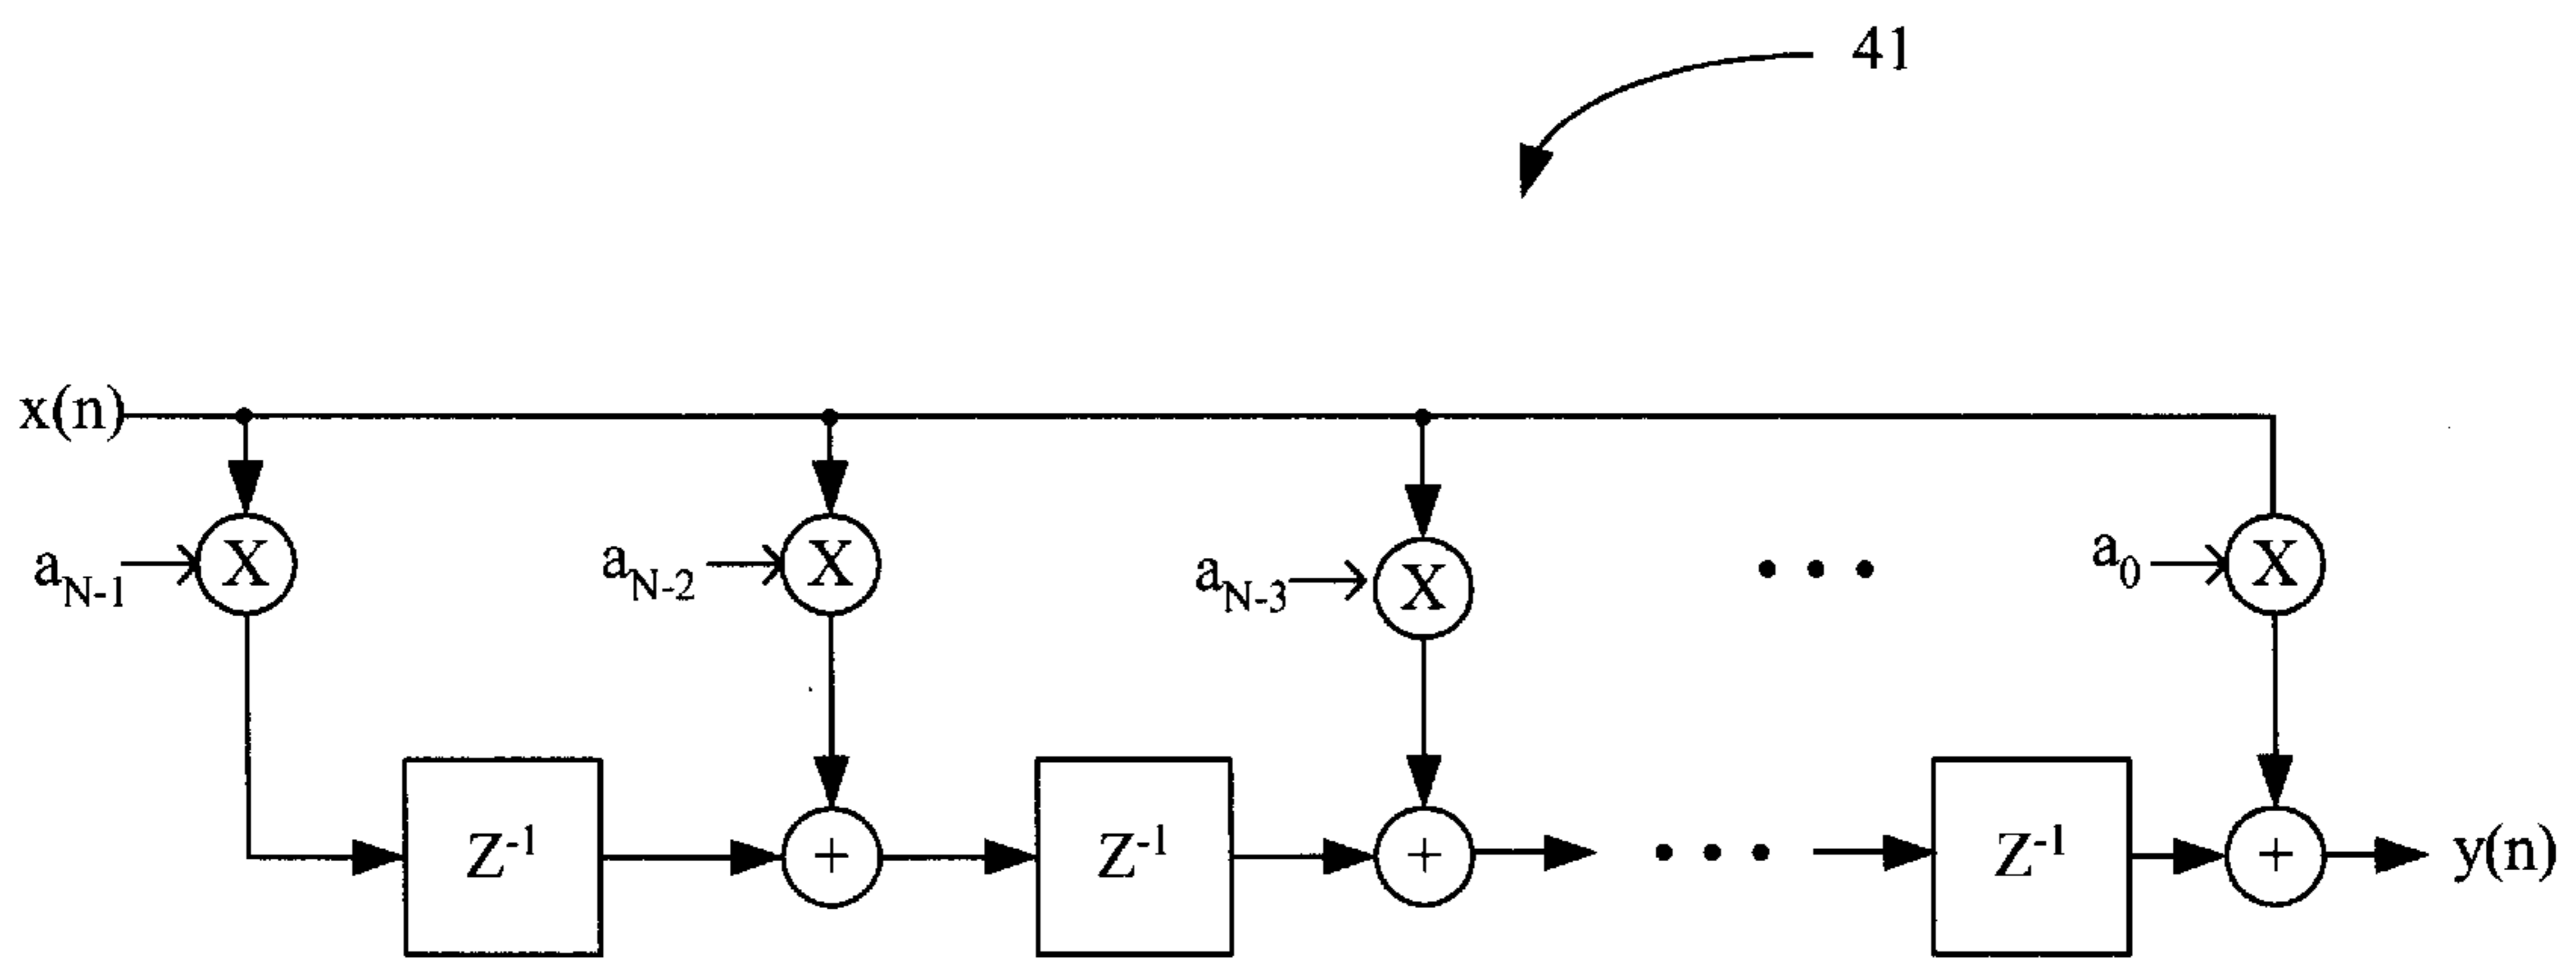 41
x(n)
a_{N-1} X a_{N-2} X a_{N-3} X • • • a_0 X
Z^{-1} + Z^{-1} + • • • Z^{-1} + y(n)